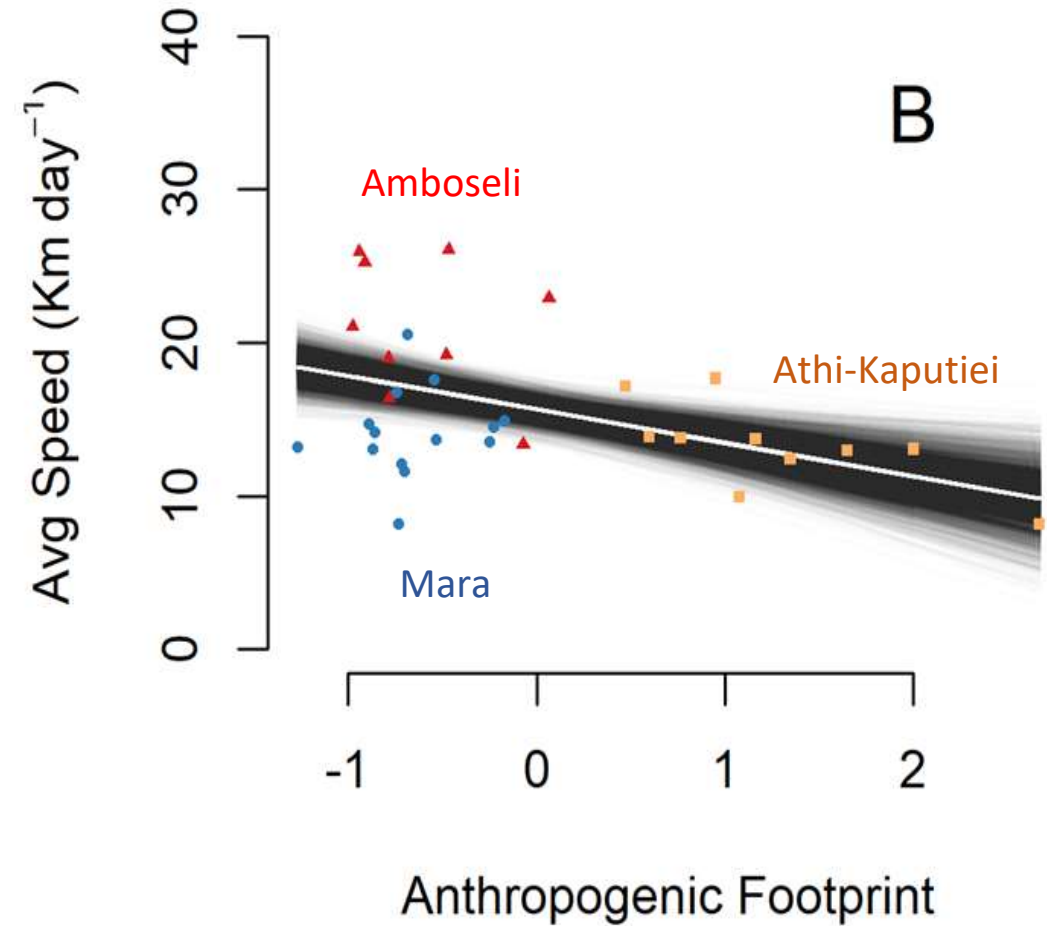 B
Avg Speed (Km day⁻¹)
40
30
20
10
0
Amboseli
Athi-Kaputiei
Mara
-1 0 1 2
Anthropogenic Footprint